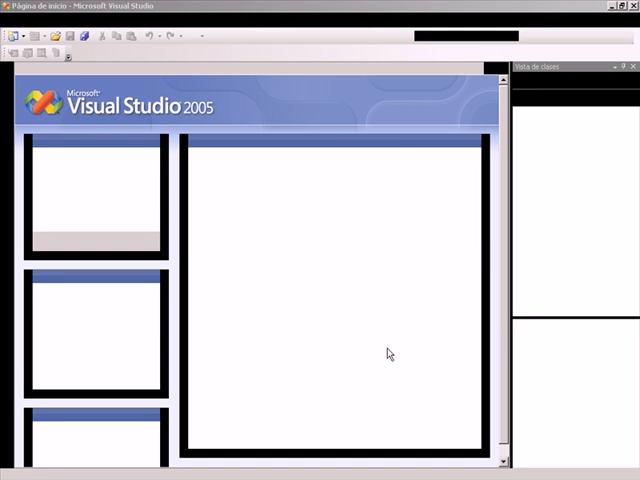 Página de inicio - Microsoft Visual Studio
Vista de clases
Microsoft®
Visual Studio 2005